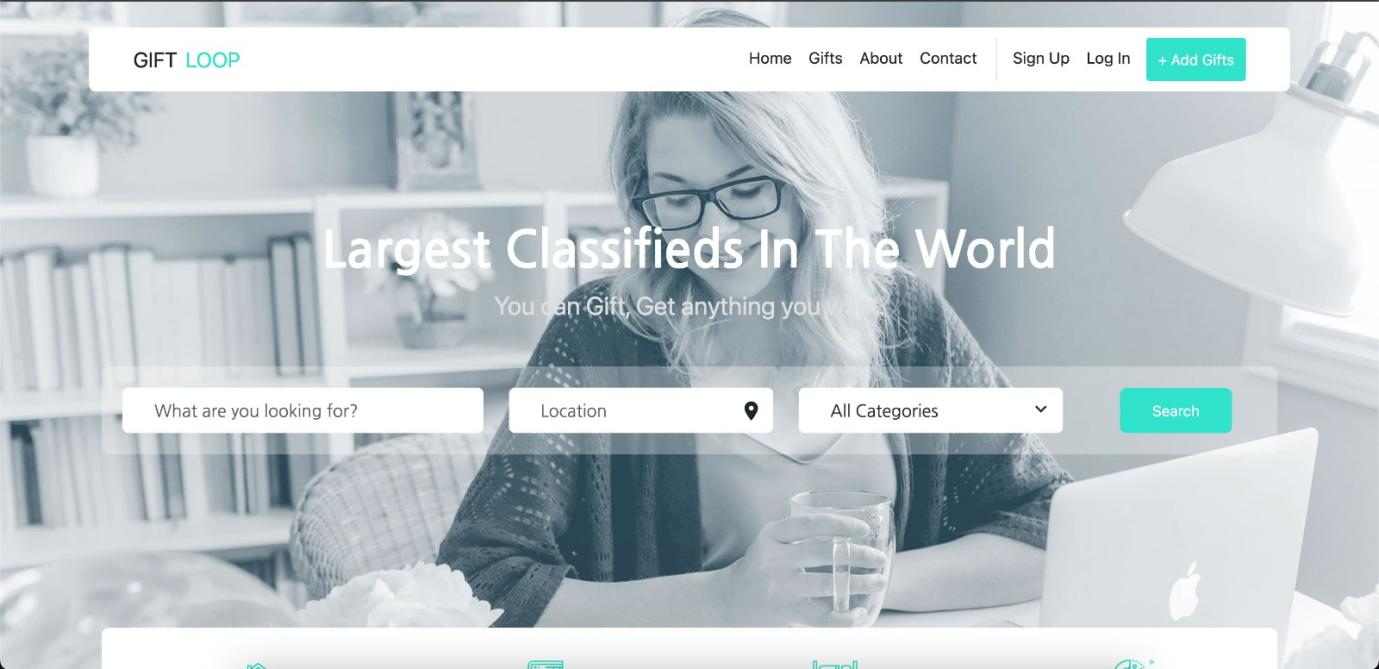 GIFT LOOP
Home Gifts About Contact Sign Up Log In + Add Gifts
Largest Classifieds In The World
You can Gift, Get anything you want
What are you looking for?
Location
All Categories
Search